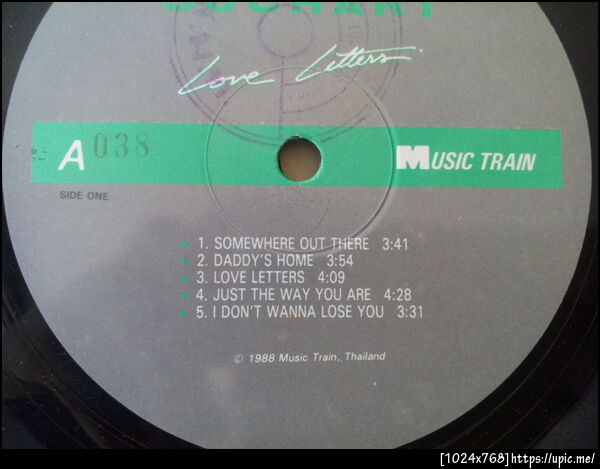 Love Letters
A 038
MUSIC TRAIN
SIDE ONE
1. SOMEWHERE OUT THERE 3:41
2. DADDY'S HOME 3:54
3. LOVE LETTERS 4:09
4. JUST THE WAY YOU ARE 4:28
5. I DON'T WANNA LOSE YOU 3:31
© 1988 Music Train, Thailand
[1024x768]https://upic.me/